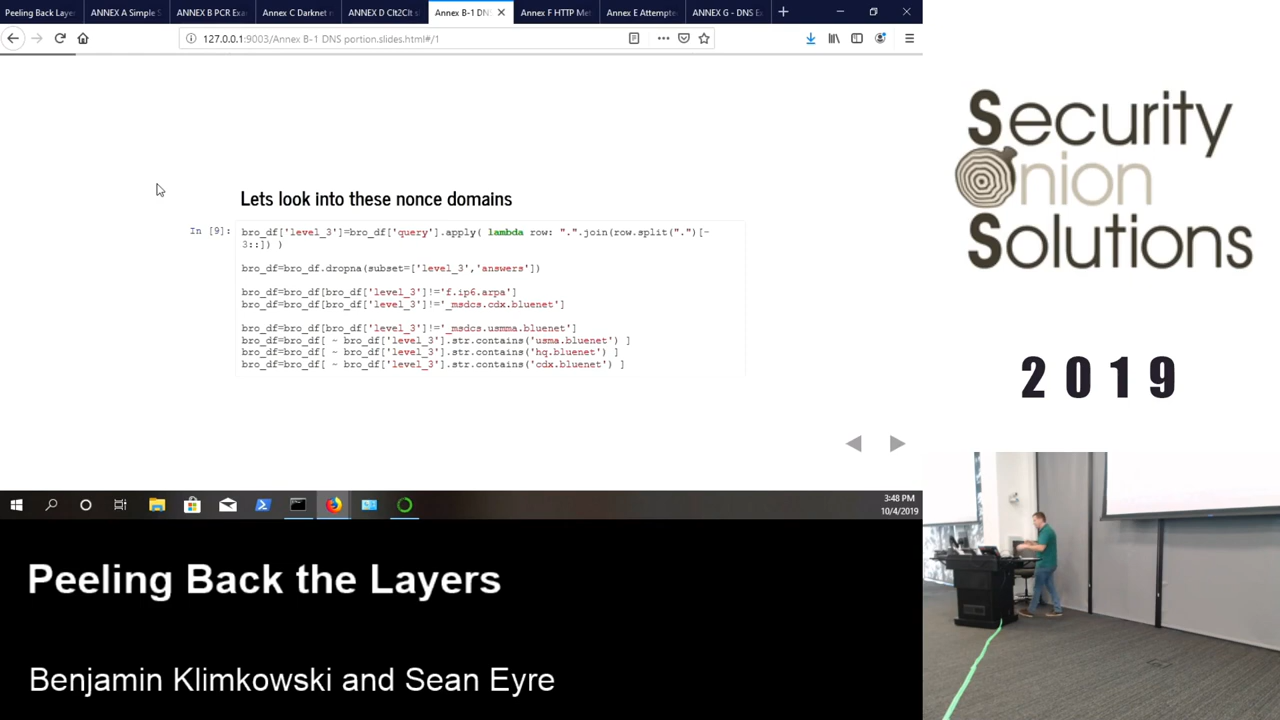 Peeling Back Layer
ANNEX A Simple S
ANNEX B PCR Exa
Annex C Darknet n
ANNEX D Clt2Clt s
Annex B-1 DN
Annex F HTTP Me
Annex E Attempte
ANNEX G - DNS E
127.0.0.1:9003/Annex B-1 DNS portion.slides.html#/1
Lets look into these nonce domains
In [9]:
bro_df['level_3']=bro_df['query'].apply( lambda row: ".".join(row.split(".")[-
3::]) )
bro_df=bro_df.dropna(subset=['level_3','answers'])
bro_df=bro_df[bro_df['level_3']!='f.ip6.arpa']
bro_df=bro_df[bro_df['level_3']!='_msdcs.cdx.bluenet']
bro_df=bro_df[bro_df['level_3']!='_msdcs.usmma.bluenet']
bro_df=bro_df[ ~ bro_df['level_3'].str.contains('usma.bluenet') ]
bro_df=bro_df[ ~ bro_df['level_3'].str.contains('hq.bluenet') ]
bro_df=bro_df[ ~ bro_df['level_3'].str.contains('cdx.bluenet') ]
3:48 PM
10/4/2019
Security
Onion
Solutions
2019
Peeling Back the Layers
Benjamin Klimkowski and Sean Eyre